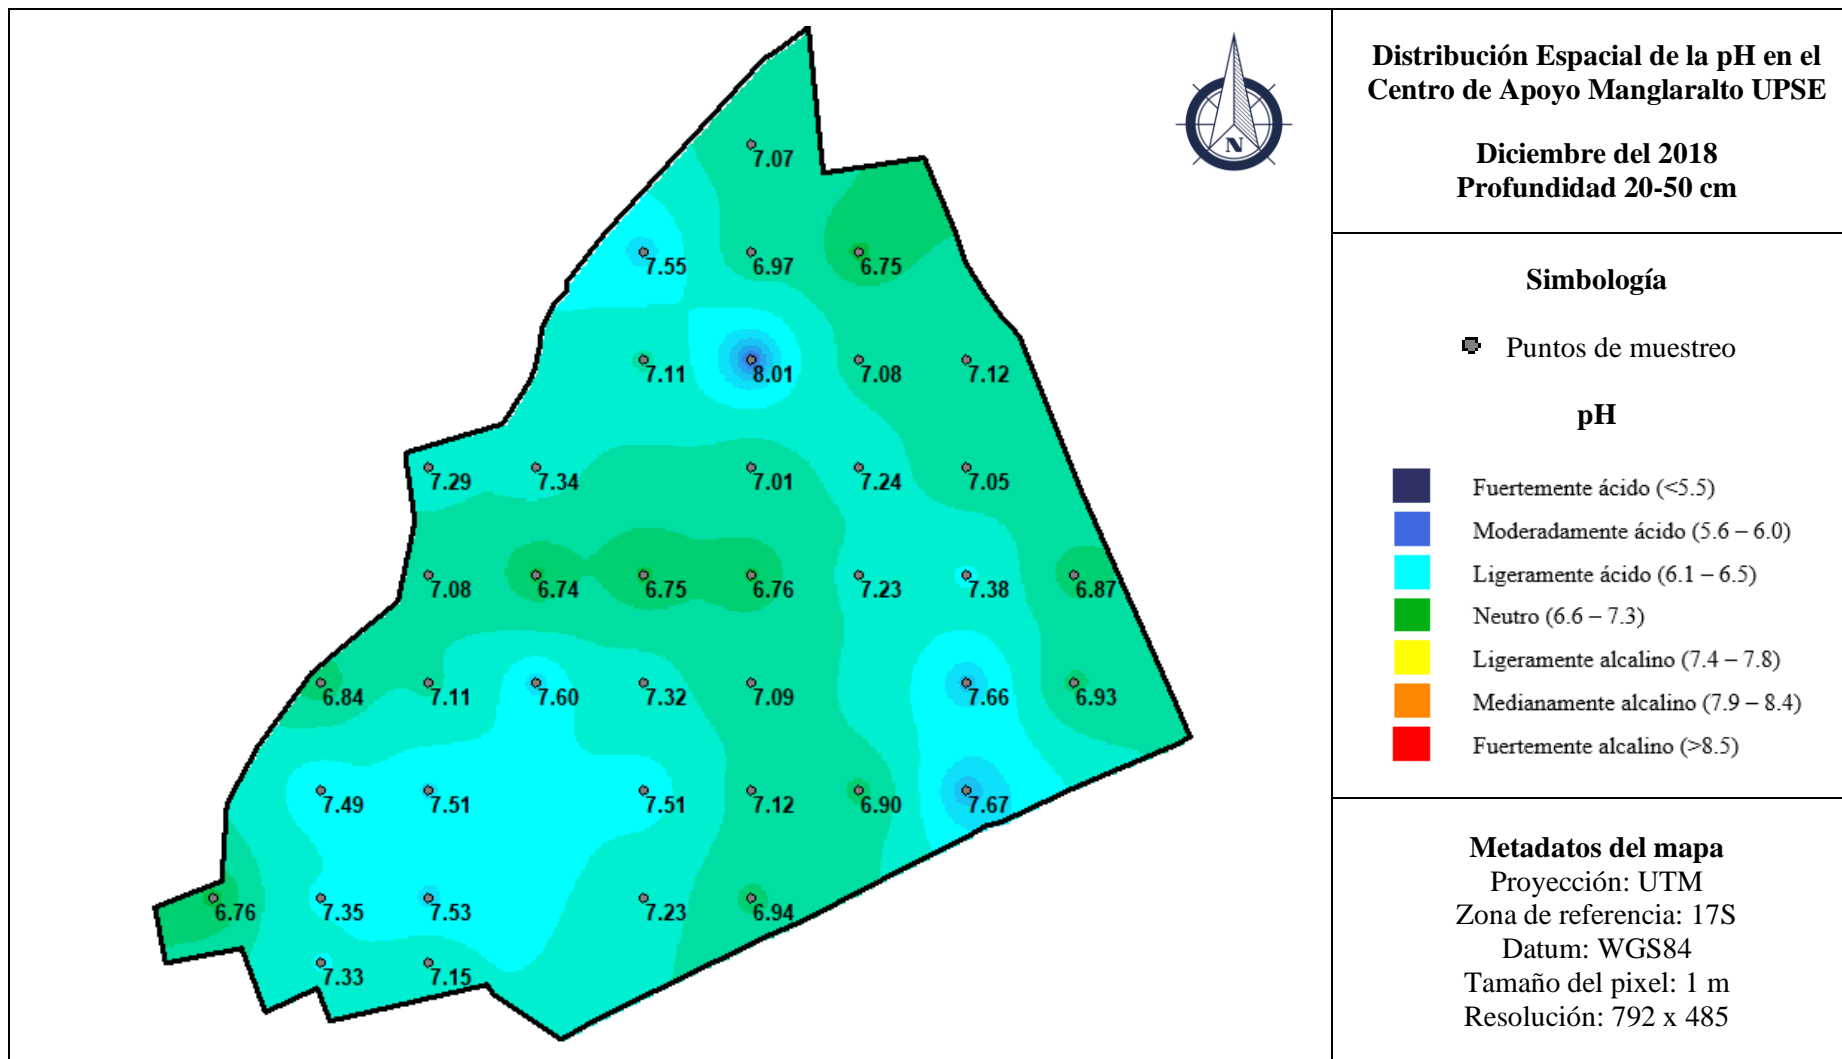 N
7.07
7.55 6.97 6.75
7.11 8.01 7.08 7.12
7.29 7.34 7.01 7.24 7.05
7.08 6.74 6.75 6.76 7.23 7.38 6.87
6.84 7.11 7.60 7.32 7.09 7.66 6.93
7.49 7.51 7.51 7.12 6.90 7.67
6.76 7.35 7.53 7.23 6.94
7.33 7.15
Distribución Espacial de la pH en el
Centro de Apoyo Manglaralto UPSE
Diciembre del 2018
Profundidad 20-50 cm
Simbología
Puntos de muestreo
pH
Fuertemente ácido (<5.5)
Moderadamente ácido (5.6 – 6.0)
Ligeramente ácido (6.1 – 6.5)
Neutro (6.6 – 7.3)
Ligeramente alcalino (7.4 – 7.8)
Medianamente alcalino (7.9 – 8.4)
Fuertemente alcalino (>8.5)
Metadatos del mapa
Proyección: UTM
Zona de referencia: 17S
Datum: WGS84
Tamaño del pixel: 1 m
Resolución: 792 x 485